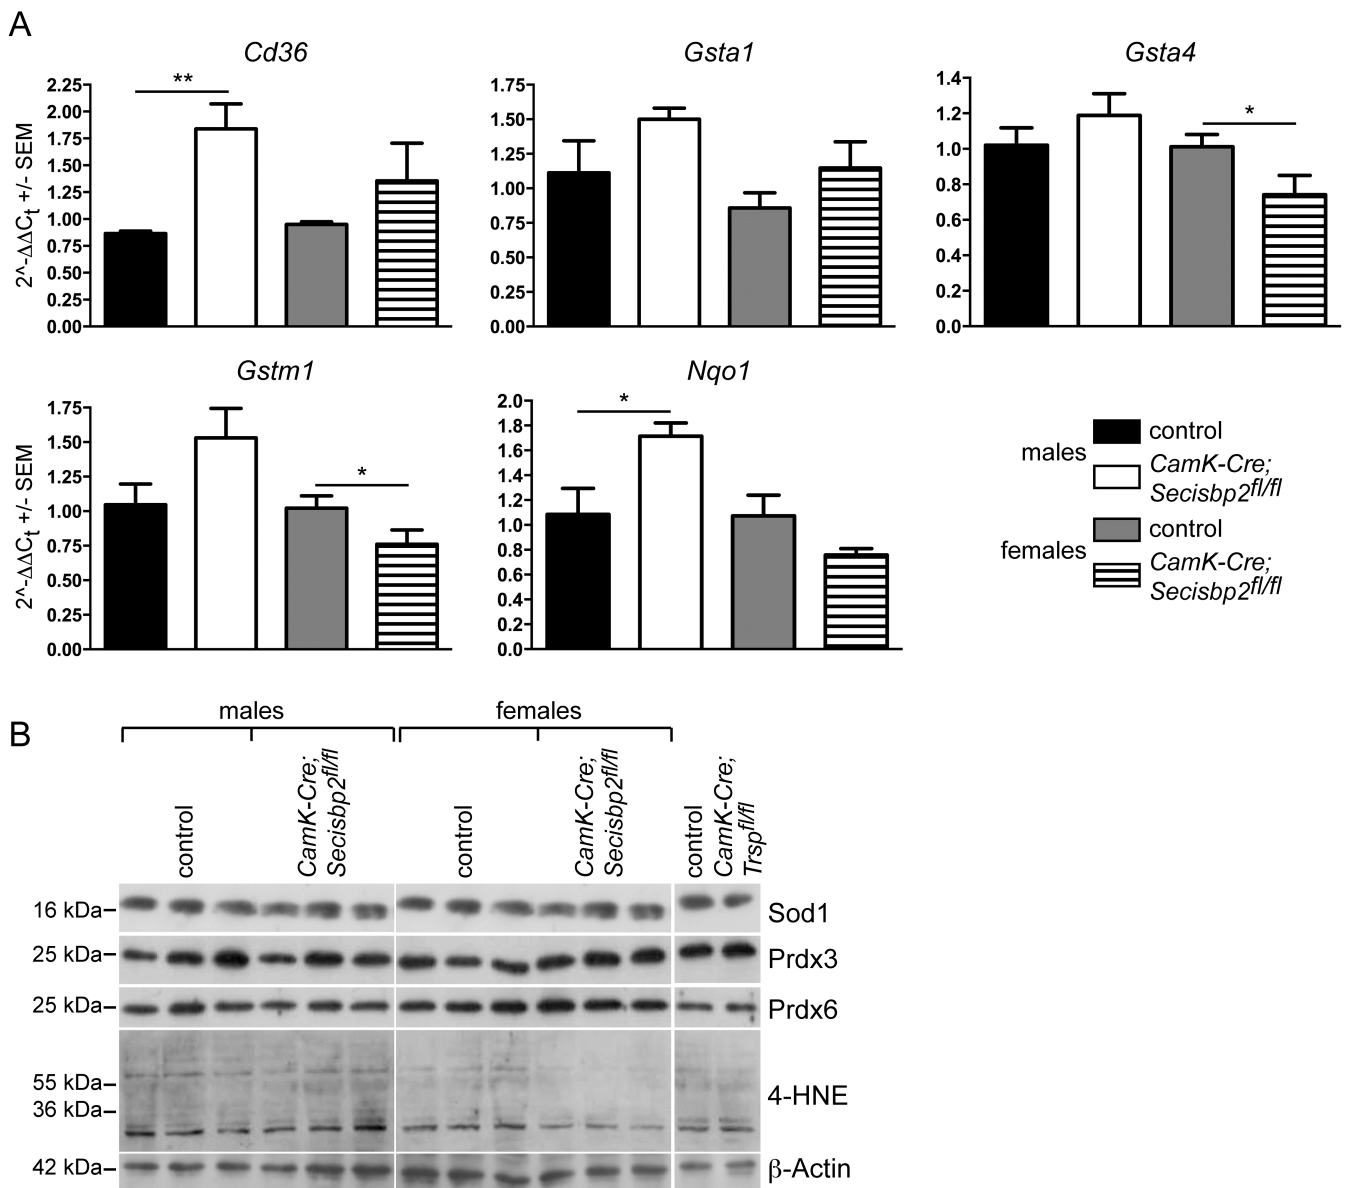 A
Cd36
Gsta1
Gsta4
2^-ΔΔCt +/- SEM
2.25
2.00
1.75
1.50
1.25
1.00
0.75
0.50
0.25
0.00
**
1.75
1.50
1.25
1.00
0.75
0.50
0.25
0.00
1.4
1.2
1.0
0.8
0.6
0.4
0.2
0.0
*
Gstm1
Nqo1
2^-ΔΔCt +/- SEM
1.75
1.50
1.25
1.00
0.75
0.50
0.25
0.00
*
2.0
1.8
1.6
1.4
1.2
1.0
0.8
0.6
0.4
0.2
0.0
*
males
control
CamK-Cre;
Secisbp2fl/fl
females
control
CamK-Cre;
Secisbp2fl/fl
B
males
females
control
CamK-Cre;
Secisbp2fl/fl
control
CamK-Cre;
Secisbp2fl/fl
control
CamK-Cre;
Trspfl/fl
16 kDa
Sod1
25 kDa
Prdx3
25 kDa
Prdx6
55 kDa
36 kDa
4-HNE
42 kDa
β-Actin